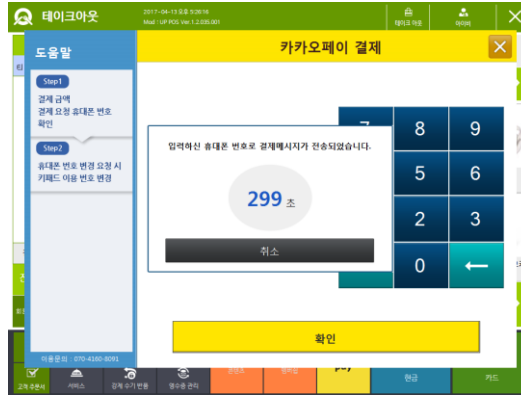 테이크아웃
2017-04-13 오후 5:26:16
Mod : UP POS Ver:1.2.035.001
테이크 아웃
아이비
도움말
카카오페이 결제
Step1
결제 금액
결제 요청 휴대폰 번호
확인
Step2
휴대폰 번호 변경 요청 시
키패드 이용 번호 변경
입력하신 휴대폰 번호로 결제메시지가 전송되었습니다.
299 초
취소
8
9
5
6
2
3
0
←
확인
이용문의 : 070-4160-8091
고객 주문서
서비스
강제 수기 반품
영수증 관리
pay
현금
카드